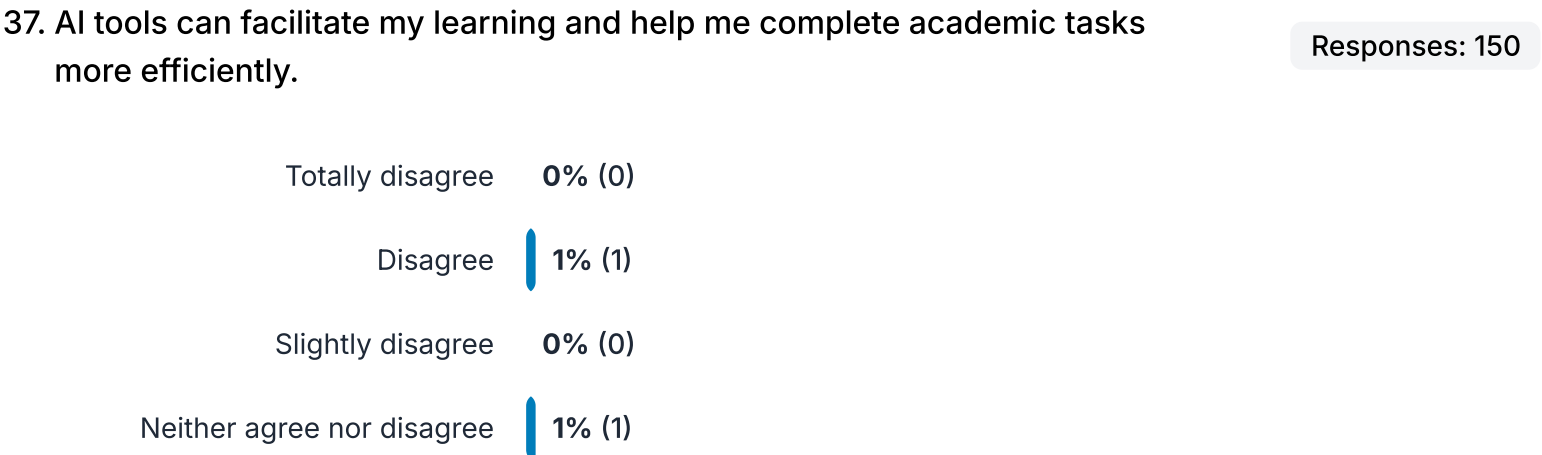 37. AI tools can facilitate my learning and help me complete academic tasks
more efficiently.
Responses: 150
Totally disagree 0% (0)
Disagree 1% (1)
Slightly disagree 0% (0)
Neither agree nor disagree 1% (1)